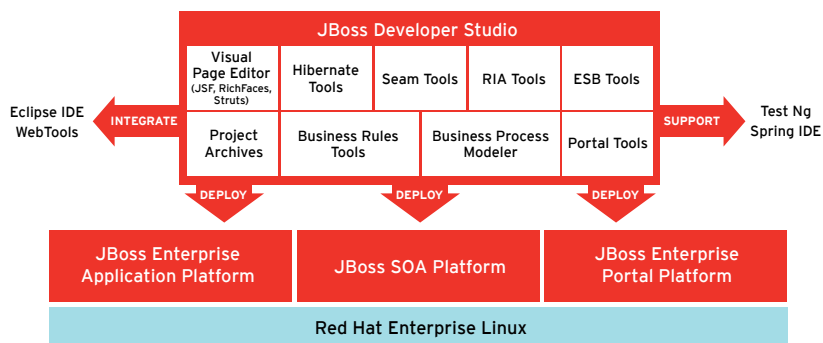 JBoss Developer Studio
Visual
Page Editor
(JSF, RichFaces,
Struts)
Hibernate
Tools
Seam Tools
RIA Tools
ESB Tools
Eclipse IDE
WebTools
INTEGRATE
Project
Archives
Business Rules
Tools
Business Process
Modeler
Portal Tools
SUPPORT
Test Ng
Spring IDE
DEPLOY
DEPLOY
DEPLOY
JBoss Enterprise
Application Platform
JBoss SOA Platform
JBoss Enterprise
Portal Platform
Red Hat Enterprise Linux